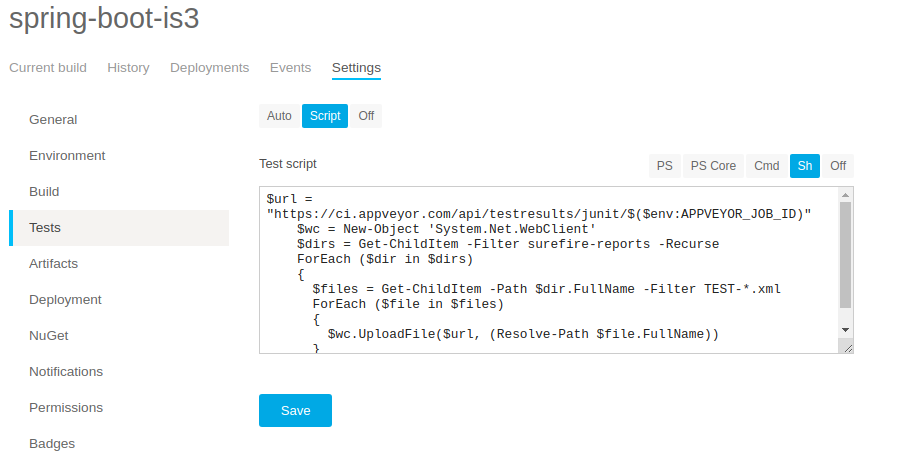 spring-boot-is3
Current build History Deployments Events Settings
General
Environment
Build
Tests
Artifacts
Deployment
NuGet
Notifications
Permissions
Badges
Auto Script Off
Test script
PS PS Core Cmd Sh Off
$url =
"https://ci.appveyor.com/api/testresults/junit/$($env:APPVEYOR_JOB_ID)"
    $wc = New-Object 'System.Net.WebClient'
    $dirs = Get-ChildItem -Filter surefire-reports -Recurse
    ForEach ($dir in $dirs)
    {
      $files = Get-ChildItem -Path $dir.FullName -Filter TEST-*.xml
      ForEach ($file in $files)
      {
        $wc.UploadFile($url, (Resolve-Path $file.FullName))
      }
Save